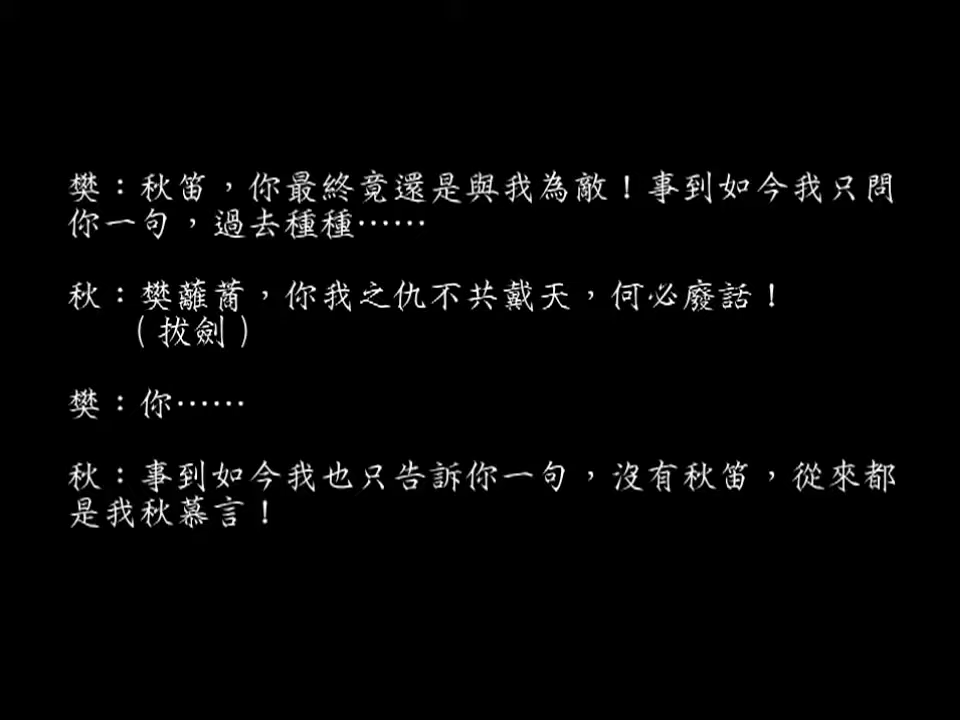 樊：秋笛，你最終竟還是與我為敵！事到如今我只問
你一句，過去種種……
秋：樊蘺蕭，你我之仇不共戴天，何必廢話！
（拔劍）
樊：你……
秋：事到如今我也只告訴你一句，沒有秋笛，從來都
是我秋慕言！